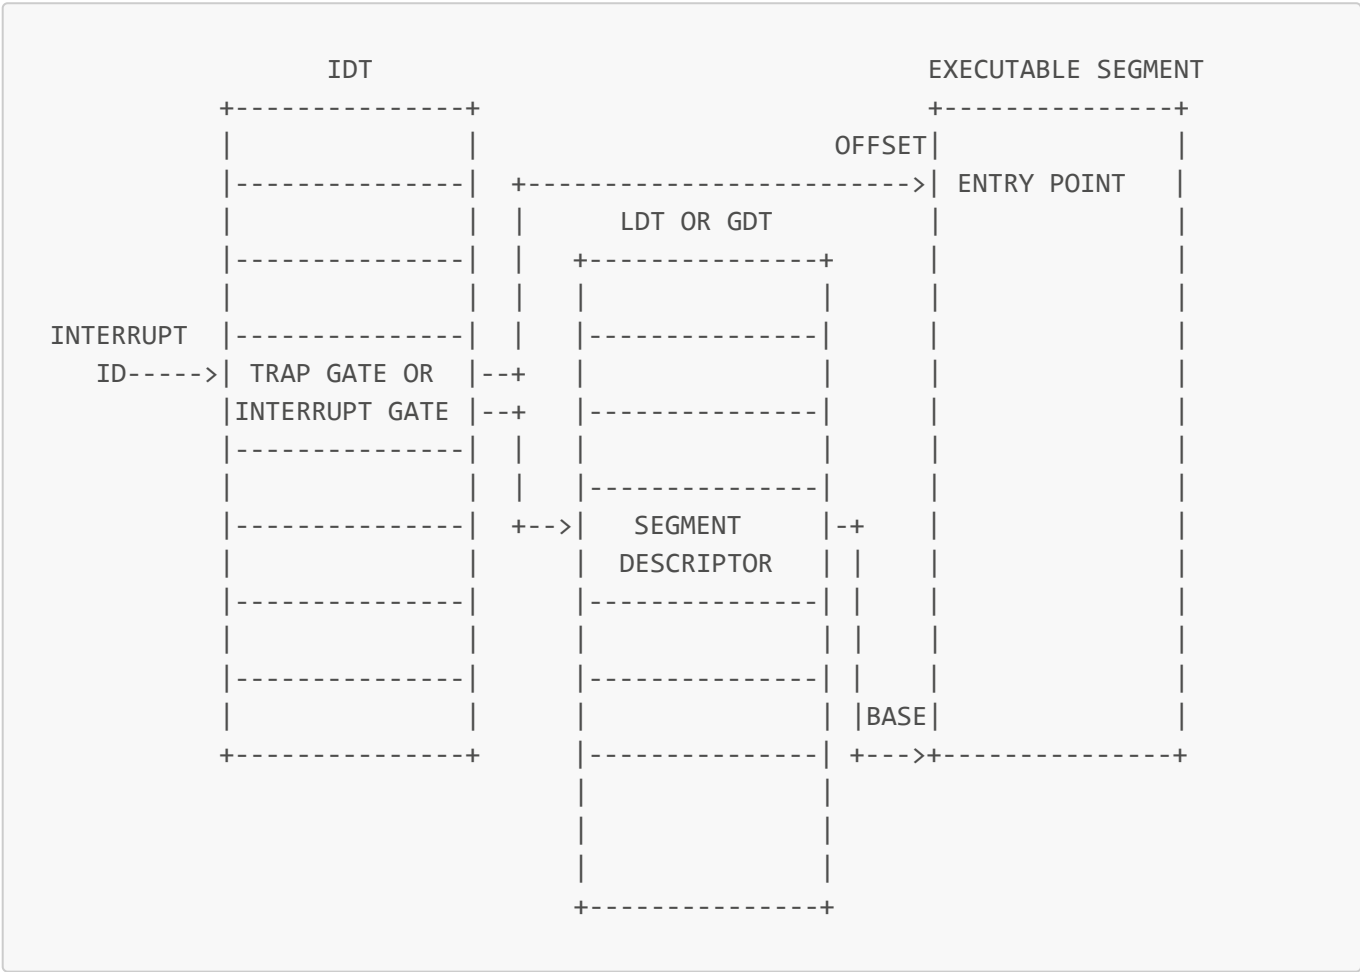 IDT EXECUTABLE SEGMENT
OFFSET
ENTRY POINT
LDT OR GDT
INTERRUPT
ID----->| TRAP GATE OR |--+
INTERRUPT GATE |--+
+-->| SEGMENT |-+
DESCRIPTOR
|BASE|